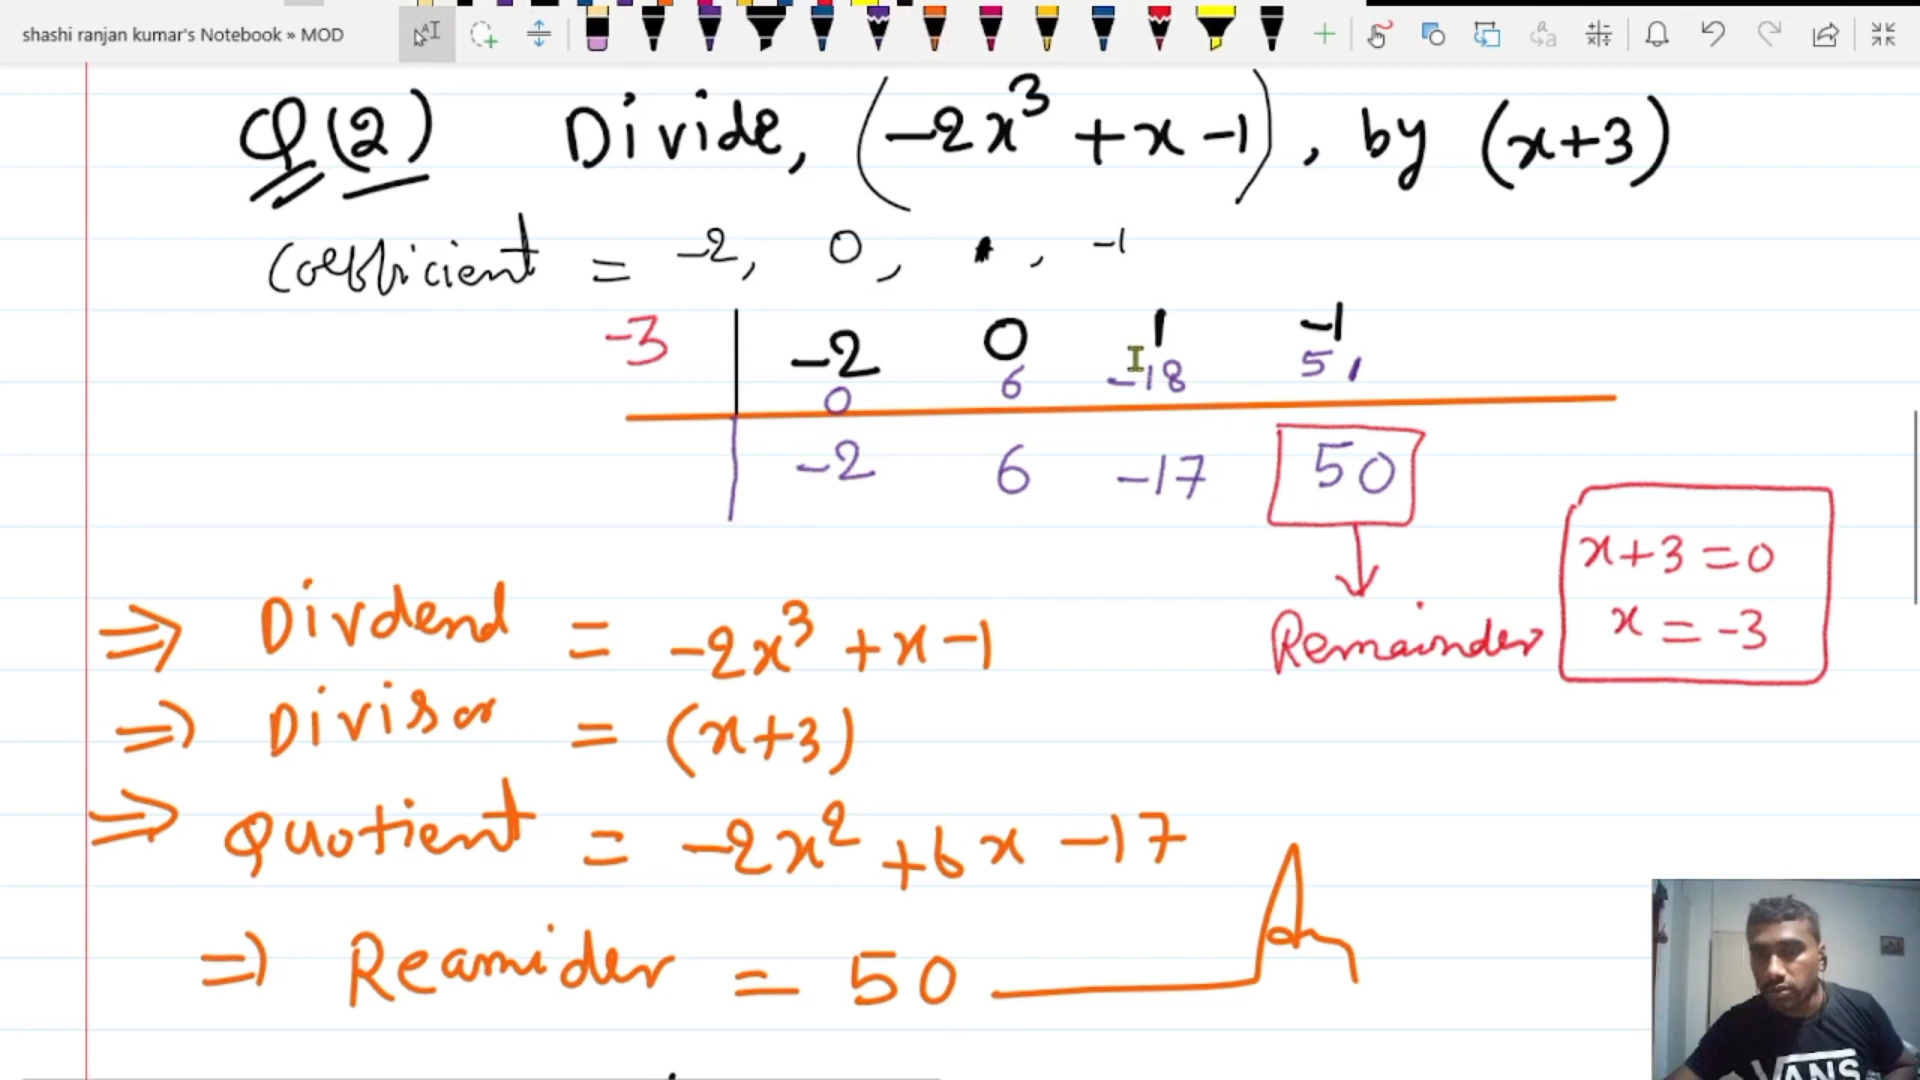 shashi ranjan kumar's Notebook » MOD
Q(2) Divide, (-2x³ + x - 1), by (x+3)
Coefficient = -2, 0, , -1
-3 | -2 0 1 -1
0 6 -18 51
-2 6 -17 50
x+3 = 0
x = -3
Remainder
⇒ Divdend = -2x³ + x - 1
⇒ Divisor = (x+3)
⇒ Quotient = -2x² + 6x - 17
⇒ Reamider = 50 Am
VANS